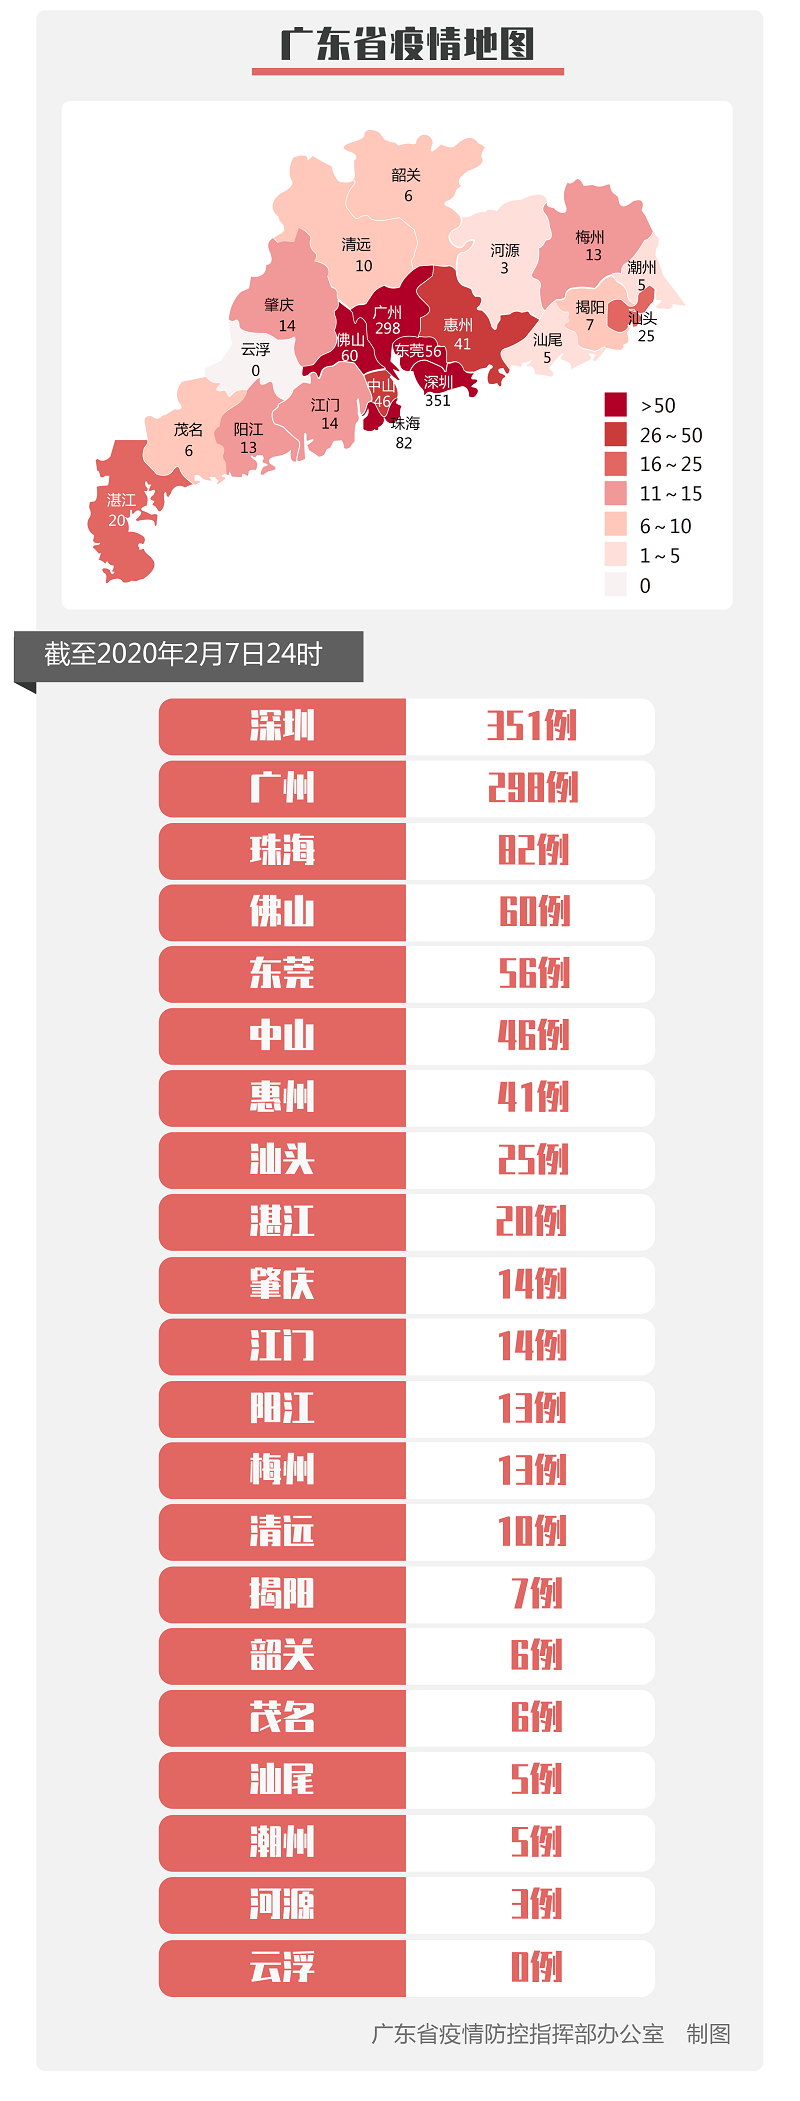 广东省疫情地图
韶关
6
清远
10
河源
3
梅州
13
潮州
5
肇庆
14
广州
298
惠州
41
揭阳
7
汕头
25
云浮
0
佛山
60
东莞56
汕尾
5
深圳
351
中山
46
江门
14
珠海
82
茂名
6
阳江
13
湛江
20
>50
26~50
16~25
11~15
6~10
1~5
0
截至2020年2月7日24时
深圳 351例
广州 298例
珠海 82例
佛山 60例
东莞 56例
中山 46例
惠州 41例
汕头 25例
湛江 20例
肇庆 14例
江门 14例
阳江 13例
梅州 13例
清远 10例
揭阳 7例
韶关 6例
茂名 6例
汕尾 5例
潮州 5例
河源 3例
云浮 0例
广东省疫情防控指挥部办公室 制图